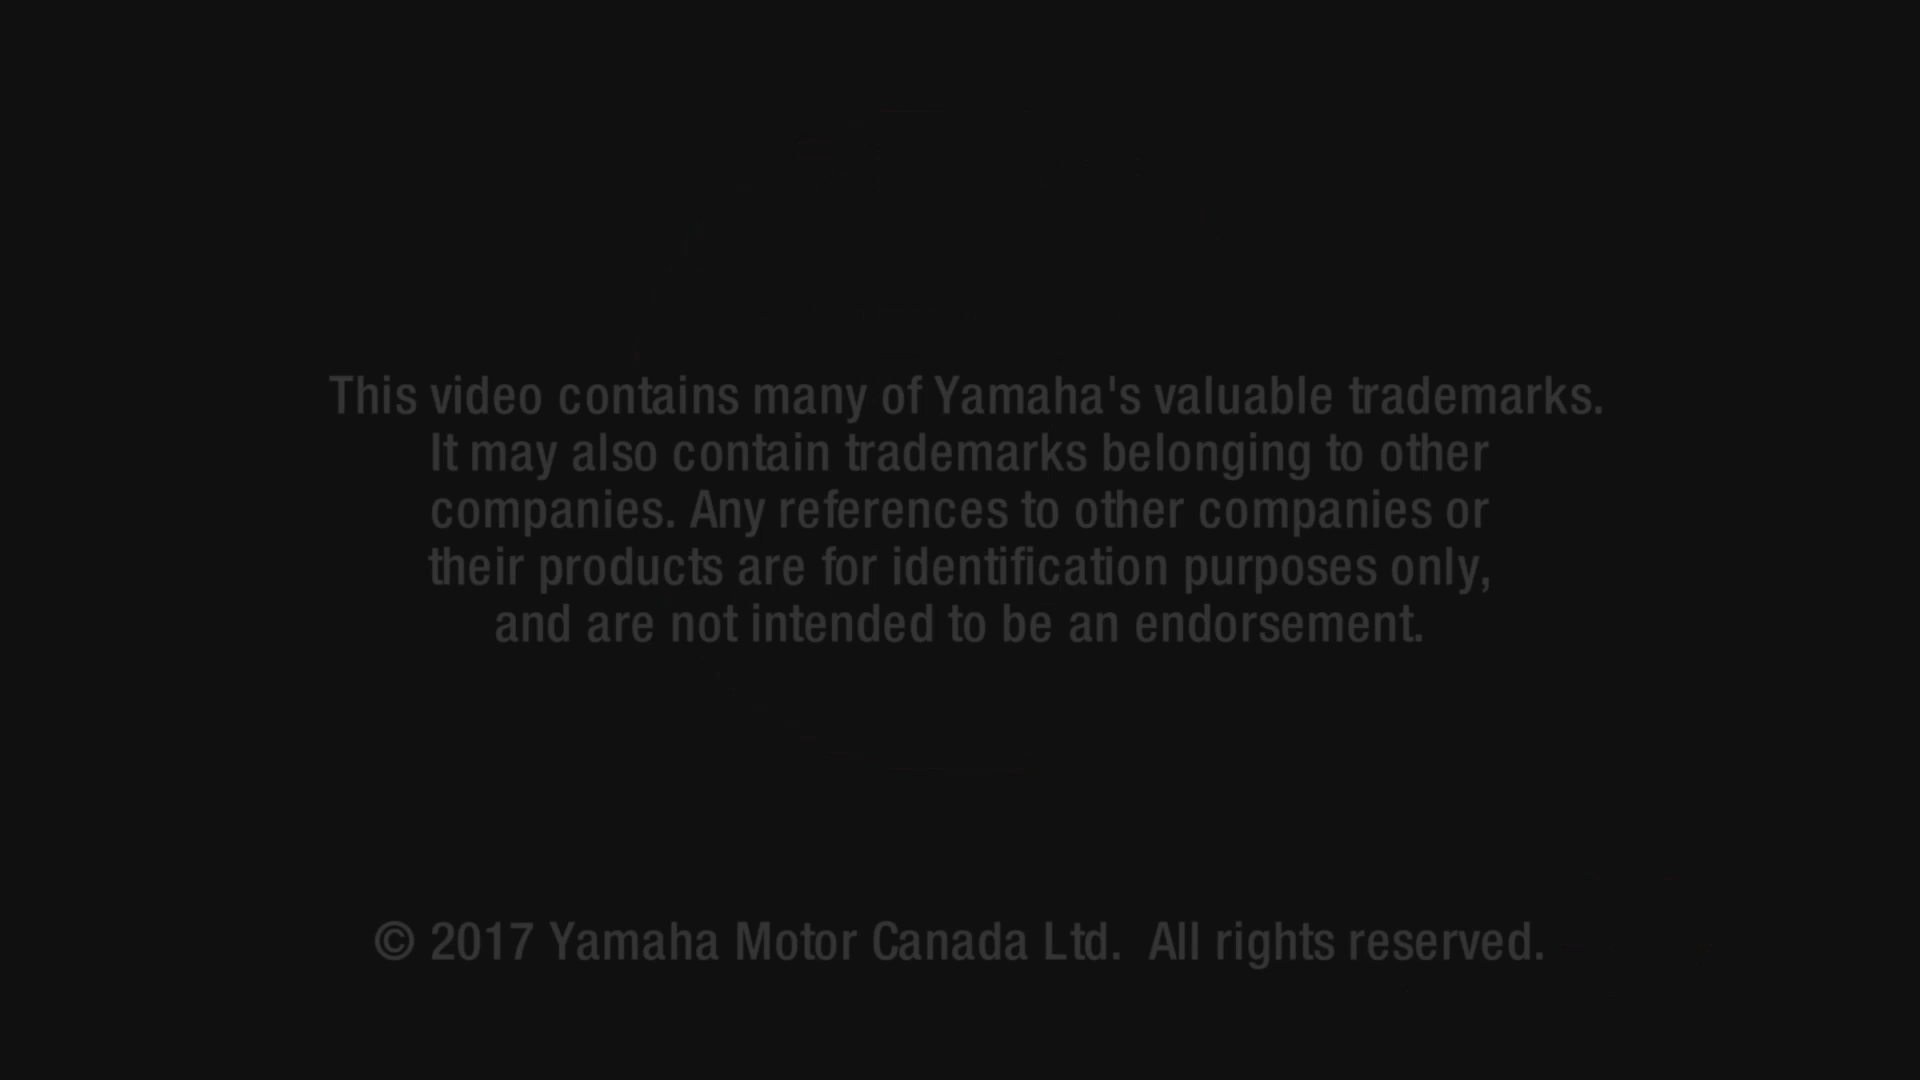 This video contains many of Yamaha's valuable trademarks.
It may also contain trademarks belonging to other
companies. Any references to other companies or
their products are for identification purposes only,
and are not intended to be an endorsement.
© 2017 Yamaha Motor Canada Ltd.  All rights reserved.